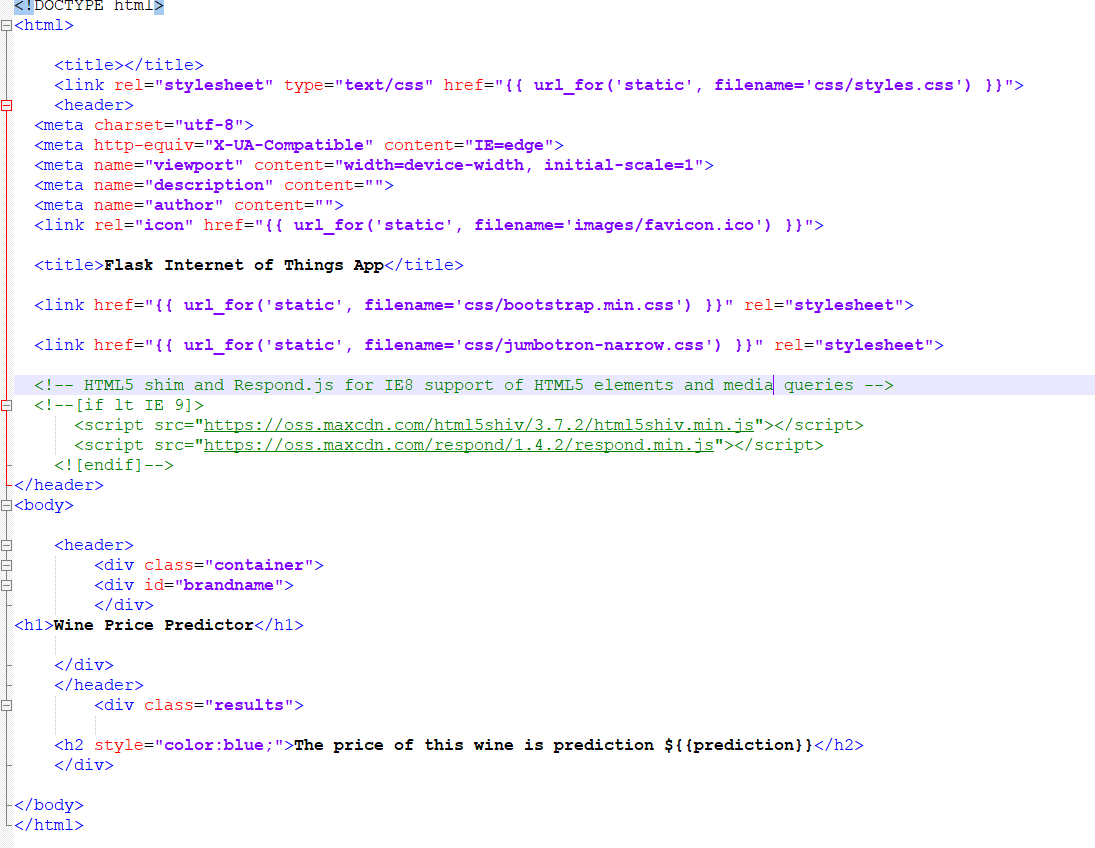 <!DOCTYPE html>
<html>
<title></title>
<link rel="stylesheet" type="text/css" href="{{ url_for('static', filename='css/styles.css') }}">
<header>
<meta charset="utf-8">
<meta http-equiv="X-UA-Compatible" content="IE=edge">
<meta name="viewport" content="width=device-width, initial-scale=1">
<meta name="description" content="">
<meta name="author" content="">
<link rel="icon" href="{{ url_for('static', filename='images/favicon.ico') }}">
<title>Flask Internet of Things App</title>
<link href="{{ url_for('static', filename='css/bootstrap.min.css') }}" rel="stylesheet">
<link href="{{ url_for('static', filename='css/jumbotron-narrow.css') }}" rel="stylesheet">
<!-- HTML5 shim and Respond.js for IE8 support of HTML5 elements and media queries -->
<!--[if lt IE 9]>
<script src="https://oss.maxcdn.com/html5shiv/3.7.2/html5shiv.min.js"></script>
<script src="https://oss.maxcdn.com/respond/1.4.2/respond.min.js"></script>
<![endif]-->
</header>
<body>
<header>
<div class="container">
<div id="brandname">
</div>
<h1>Wine Price Predictor</h1>
</div>
</header>
<div class="results">
<h2 style="color:blue;">The price of this wine is prediction ${{prediction}}</h2>
</div>
</body>
</html>